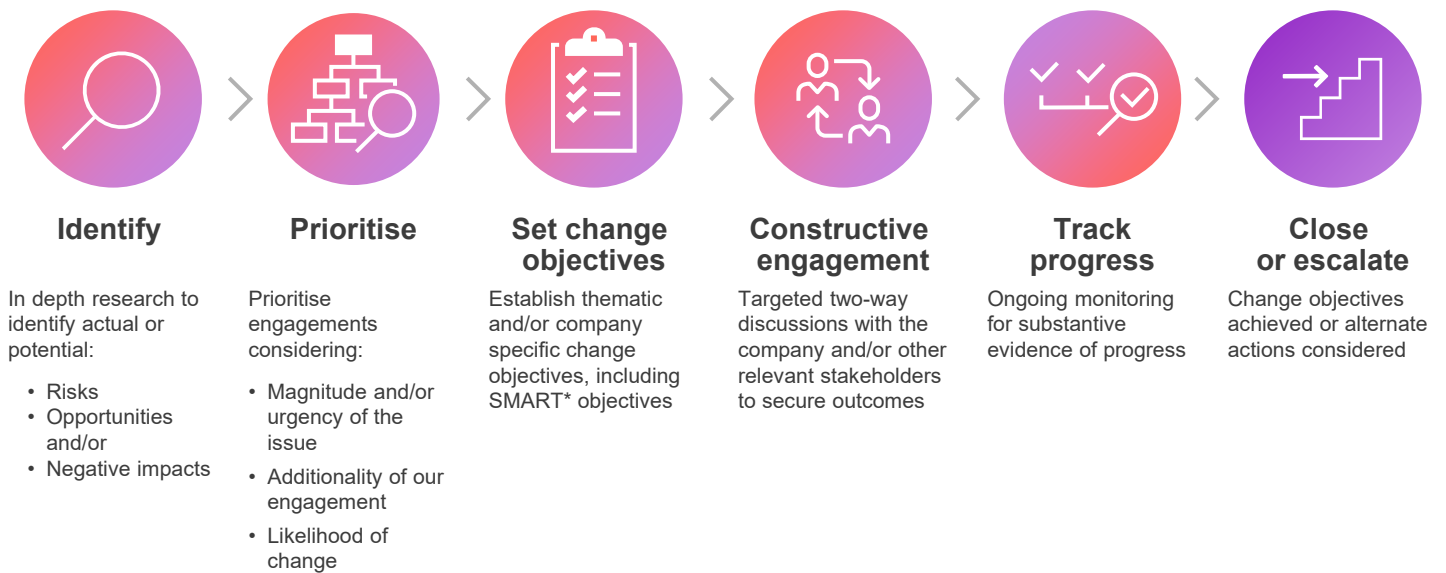 Identify
In depth research to
identify actual or
potential:
• Risks
• Opportunities
and/or
• Negative impacts
Prioritise
Prioritise
engagements
considering:
• Magnitude and/or
urgency of the
issue
• Additionality of our
engagement
• Likelihood of
change
Set change
objectives
Establish thematic
and/or company
specific change
objectives, including
SMART* objectives
Constructive
engagement
Targeted two-way
discussions with the
company and/or other
relevant stakeholders
to secure outcomes
Track
progress
Ongoing monitoring
for substantive
evidence of progress
Close
or escalate
Change objectives
achieved or alternate
actions considered